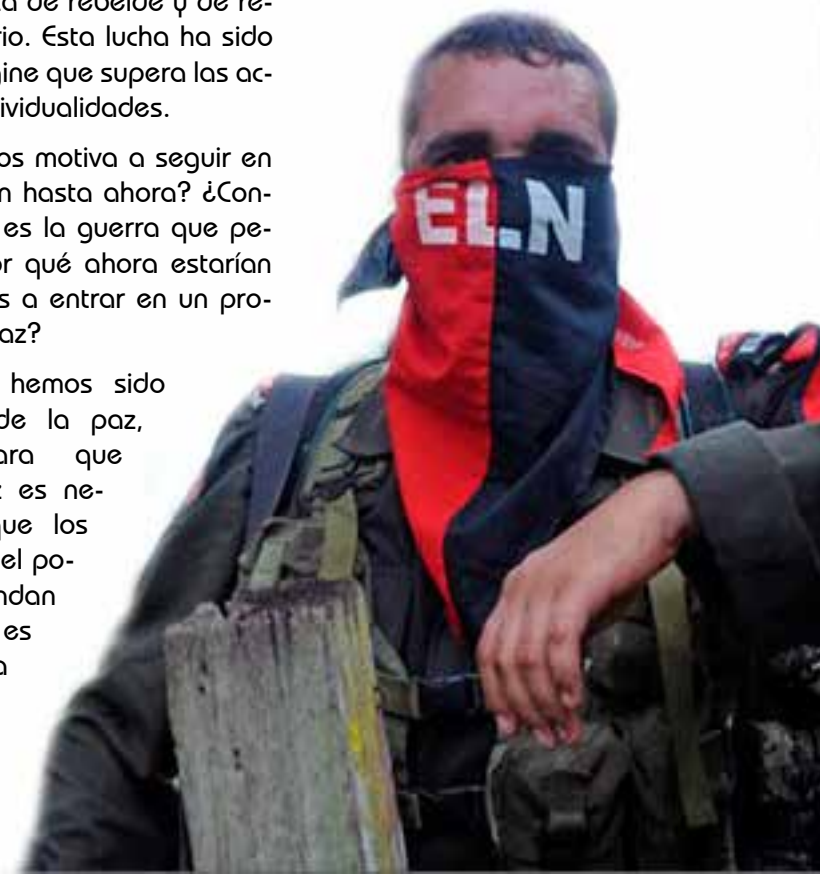 de rebelde y de re-
rio. Esta lucha ha sido
que supera las ac-
ividualidades.
os motiva a seguir en
n hasta ahora? ¿Con-
es la guerra que pe-
r qué ahora estarían
s a entrar en un pro-
az?
hemos sido
de la paz,
ara que
es ne-
que los
el po-
ndan
es
a
ELN